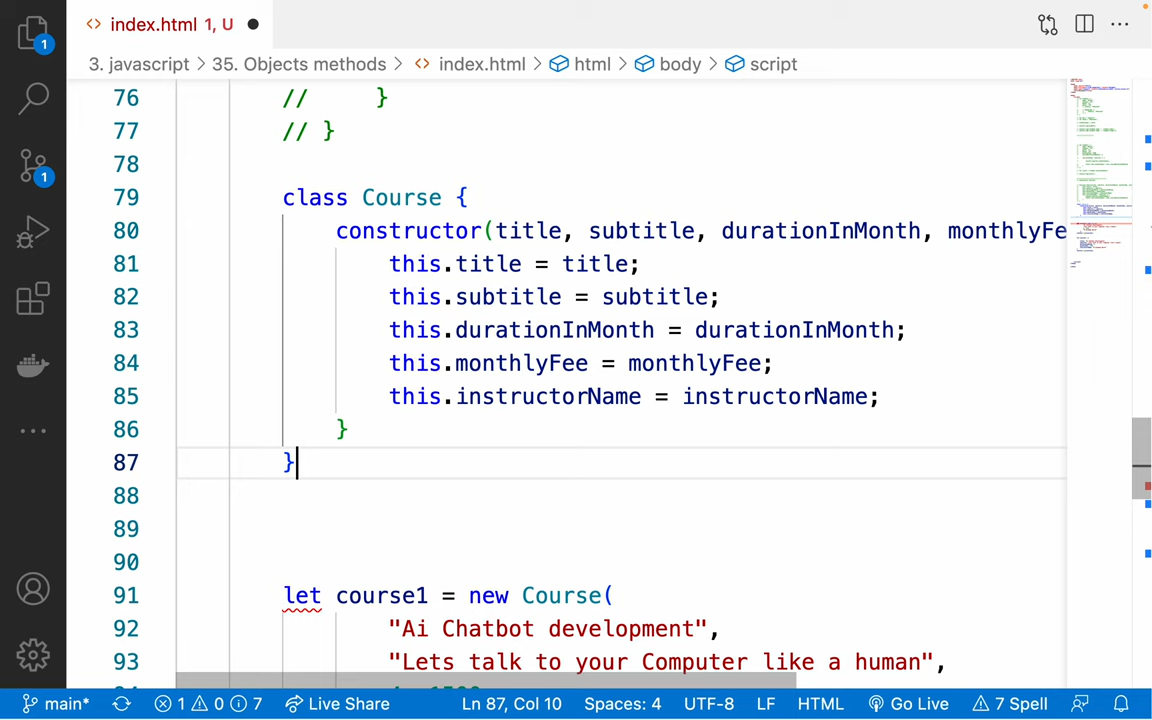 index.html 1, U
3. javascript > 35. Objects methods > index.html > html > body > script
1
1
76 // }
77 // }
78
79 class Course {
80 constructor(title, subtitle, durationInMonth, monthlyFe
81 this.title = title;
82 this.subtitle = subtitle;
83 this.durationInMonth = durationInMonth;
84 this.monthlyFee = monthlyFee;
85 this.instructorName = instructorName;
86 }
87 }
88
89
90
91 let course1 = new Course(
92 "Ai Chatbot development",
93 "Lets talk to your Computer like a human",
main* 1 0 7 Live Share Ln 87, Col 10 Spaces: 4 UTF-8 LF HTML Go Live 7 Spell